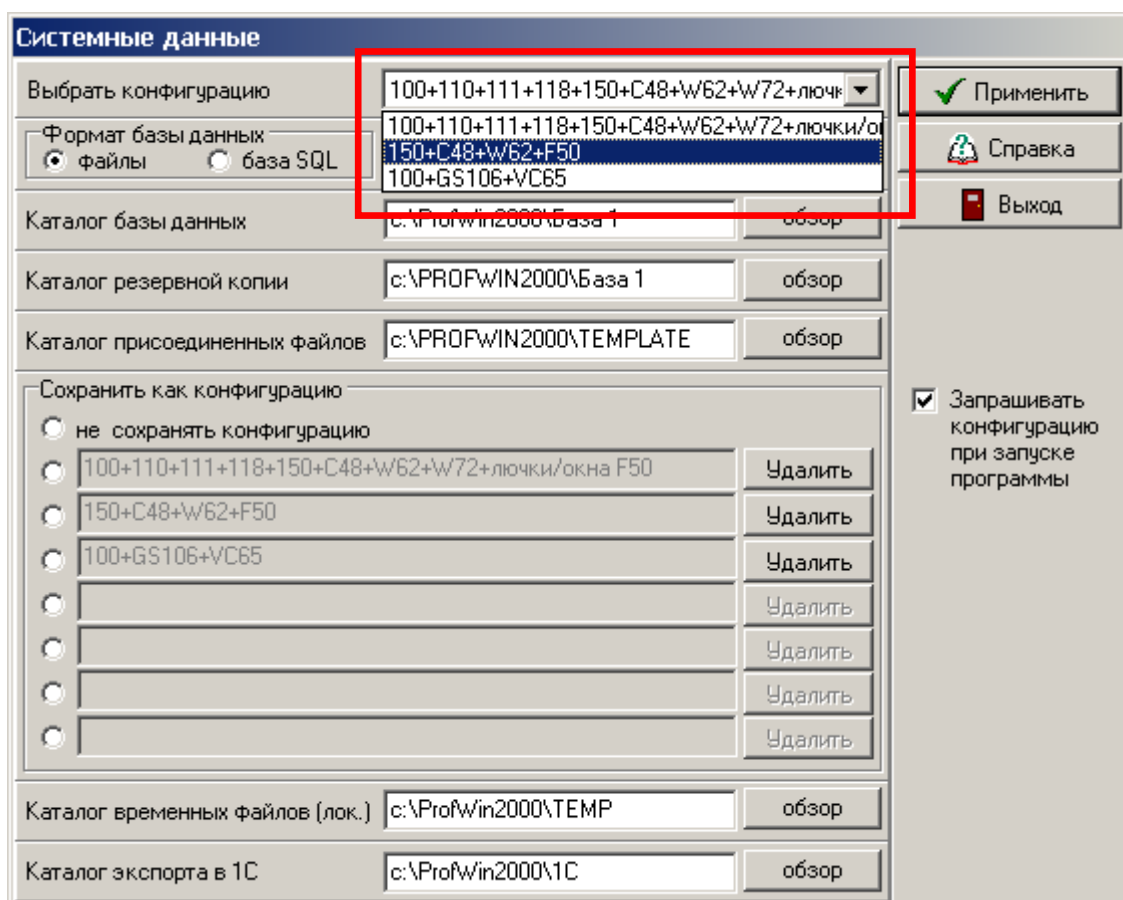 Системные данные
Выбрать конфигурацию
100+110+111+118+150+C48+W62+W72+лючк
Применить
100+110+111+118+150+C48+W62+W72+лючки/о
150+C48+W62+F50
100+GS106+VC65
Формат базы данных
файлы база SQL
Справка
Выход
Каталог базы данных
c:\ProfWin2000\База 1
обзор
Каталог резервной копии
c:\PROFWIN2000\База 1
обзор
Каталог присоединенных файлов
c:\PROFWIN2000\TEMPLATE
обзор
Сохранить как конфигурацию
не сохранять конфигурацию
100+110+111+118+150+C48+W62+W72+лючки/окна F50
Удалить
150+C48+W62+F50
Удалить
100+GS106+VC65
Удалить
Удалить
Удалить
Удалить
Удалить
Запрашивать
конфигурацию
при запуске
программы
Каталог временных файлов (лок.)
c:\ProfWin2000\TEMP
обзор
Каталог экспорта в 1С
c:\ProfWin2000\1C
обзор